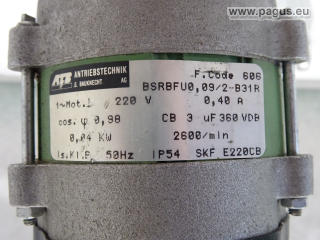 © www.pagus.eu
ATB ANTRIEBSTECHNIK
G. BAUKNECHT AG
F.Code 606
BSRBFU0,09/2-B31R
1~Mot.1 220 V 0,40 A
cos. φ 0,98 CB 3 uF 360 VDB
0,04 KW 2600/min
Is.Kl.F 50Hz IP54 SKF E220CB